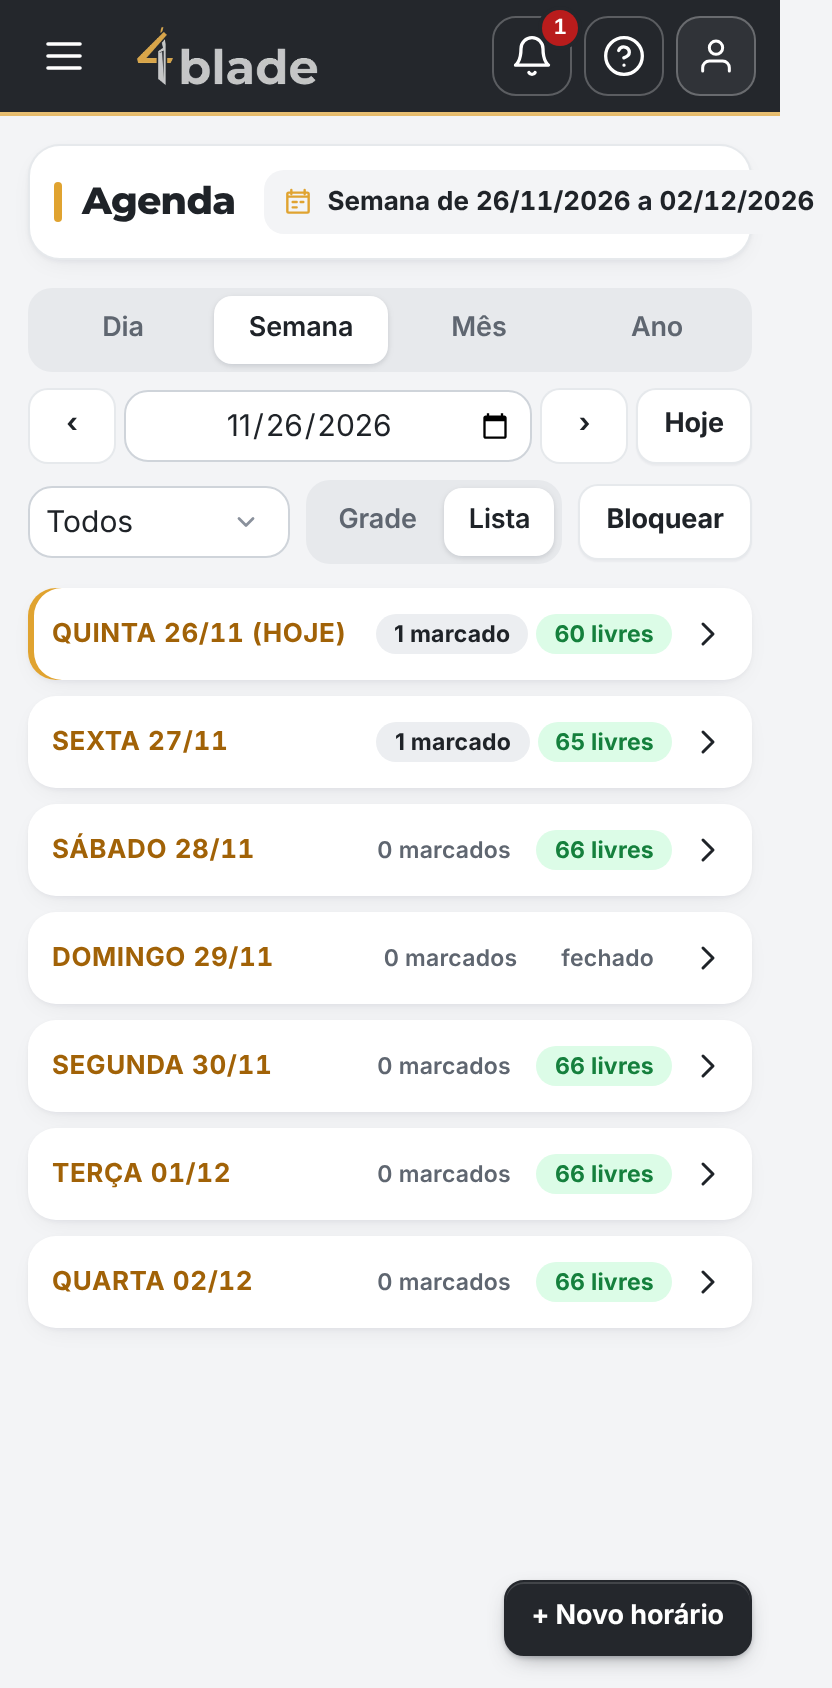 4blade
1
Agenda
Semana de 26/11/2026 a 02/12/2026
Dia Semana Mês Ano
‹ 11/26/2026 › Hoje
Todos Grade Lista Bloquear
QUINTA 26/11 (HOJE) 1 marcado 60 livres
SEXTA 27/11 1 marcado 65 livres
SÁBADO 28/11 0 marcados 66 livres
DOMINGO 29/11 0 marcados fechado
SEGUNDA 30/11 0 marcados 66 livres
TERÇA 01/12 0 marcados 66 livres
QUARTA 02/12 0 marcados 66 livres
+ Novo horário